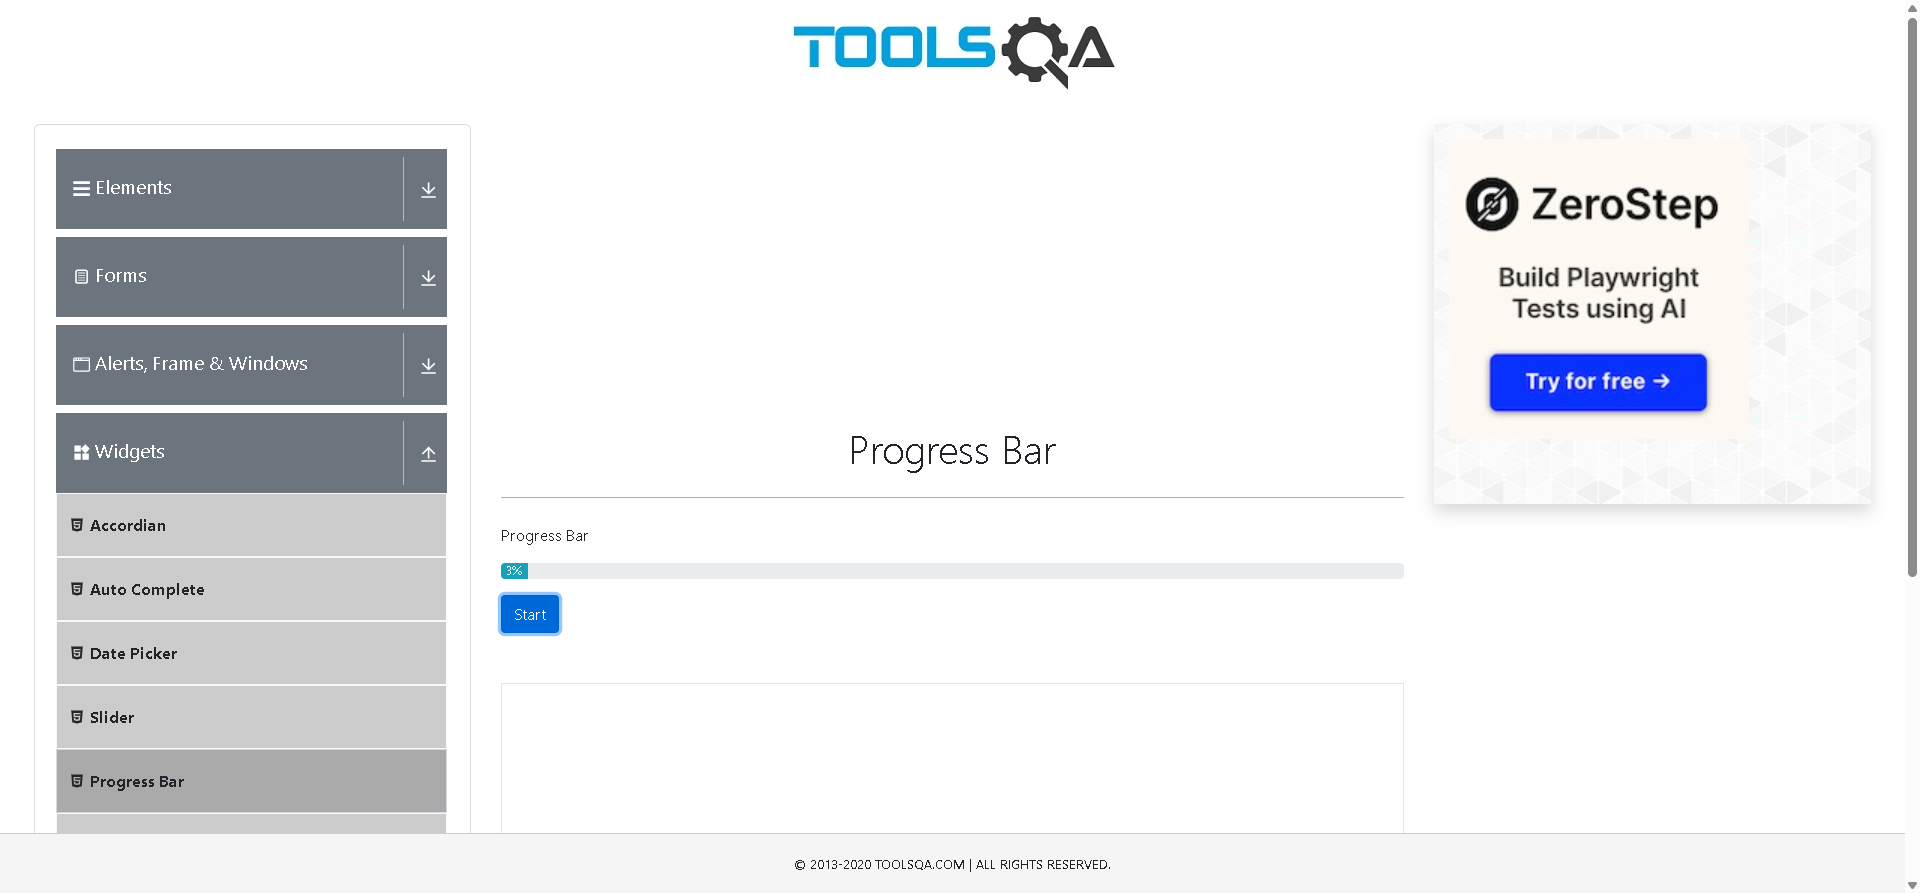 TOOLSQA
Elements
Forms
Alerts, Frame & Windows
Widgets
Accordian
Auto Complete
Date Picker
Slider
Progress Bar
Progress Bar
Progress Bar
3%
Start
ZeroStep
Build Playwright
Tests using AI
Try for free →
© 2013-2020 TOOLSQA.COM | ALL RIGHTS RESERVED.